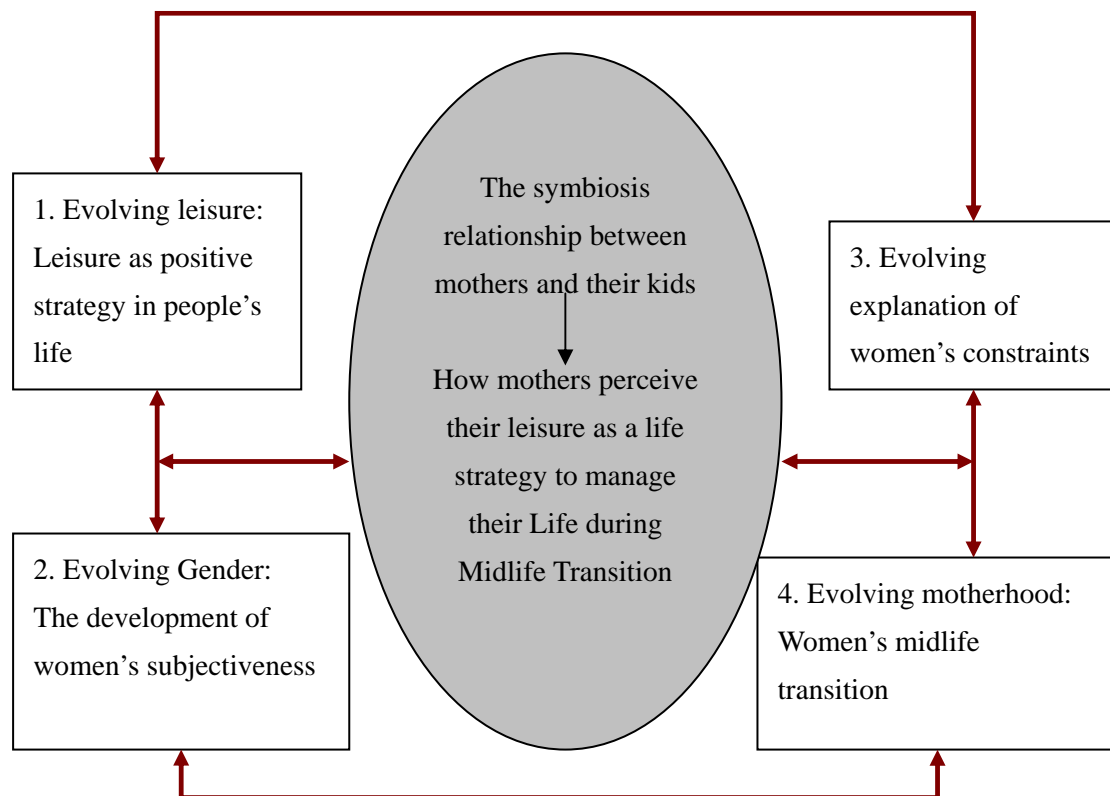 1. Evolving leisure:
Leisure as positive
strategy in people’s
life
2. Evolving Gender:
The development of
women’s subjectiveness
The symbiosis
relationship between
mothers and their kids
How mothers perceive
their leisure as a life
strategy to manage
their Life during
Midlife Transition
3. Evolving
explanation of
women’s constraints
4. Evolving motherhood:
Women’s midlife
transition